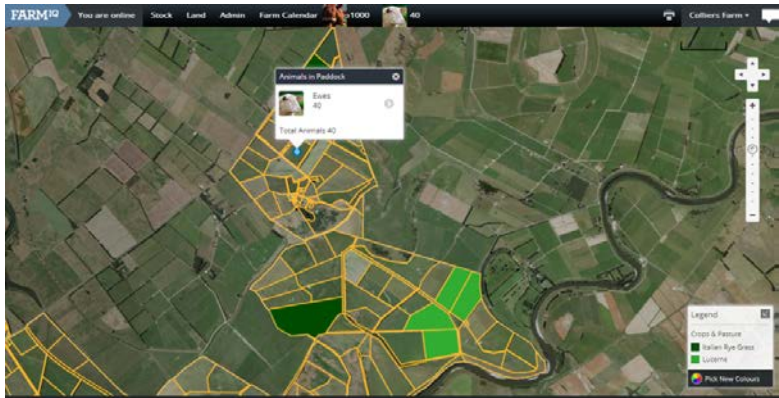 FARMIQ You are online Stock Land Admin Farm Calendar 1000 40 Colliers Farm
Animals in Paddock
Ewes
40
Total Animals 40
Legend
Crops & Pasture
Italian Rye Grass
Lucerne
Pick New Colours